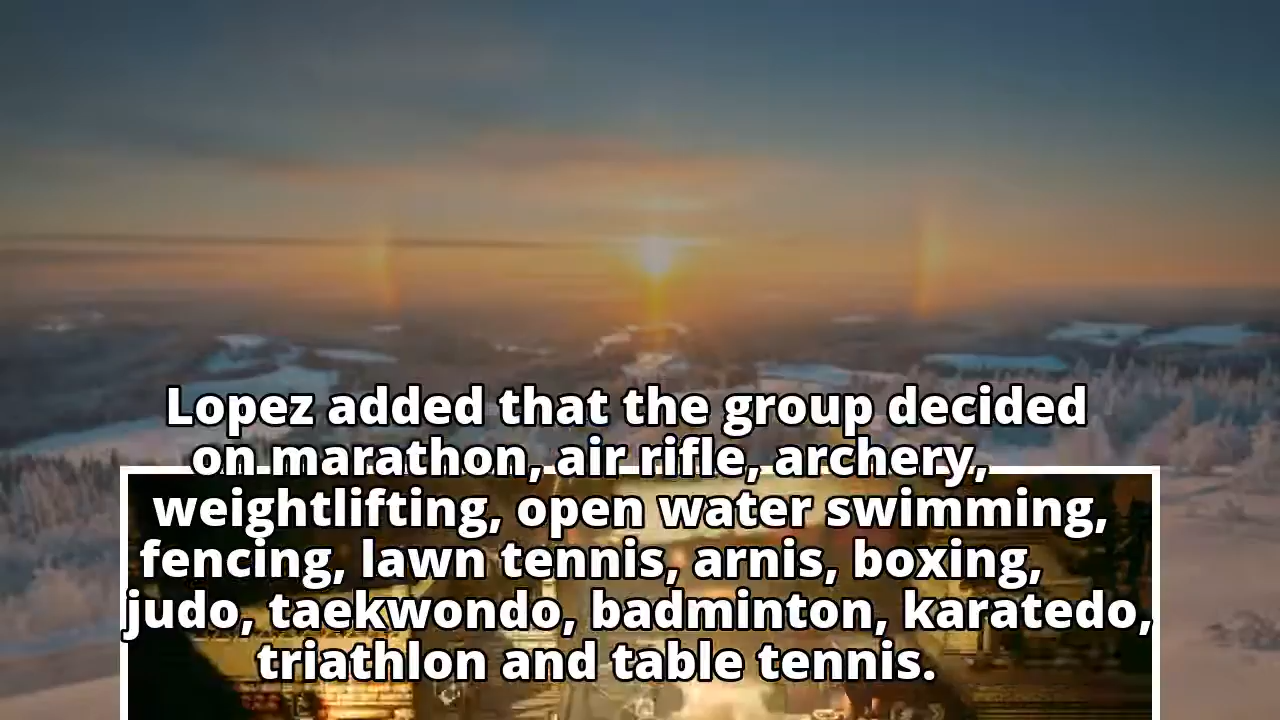 Lopez added that the group decided
on marathon, air rifle, archery,
weightlifting, open water swimming,
fencing, lawn tennis, arnis, boxing,
judo, taekwondo, badminton, karatedo,
triathlon and table tennis.